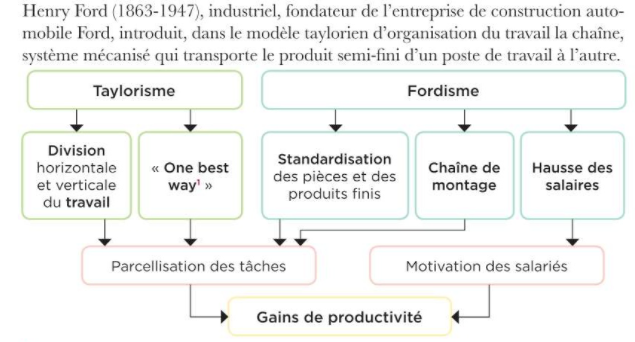 Henry Ford (1863-1947), industriel, fondateur de l'entreprise de construction auto-
mobile Ford, introduit, dans le modèle taylorien d'organisation du travail la chaîne,
système mécanisé qui transporte le produit semi-fini d'un poste de travail à l'autre.
Taylorisme
Fordisme
Division
horizontale
et verticale
du travail
« One best
way¹ »
Standardisation
des pièces et des
produits finis
Chaîne de
montage
Hausse des
salaires
Parcellisation des tâches
Motivation des salariés
Gains de productivité